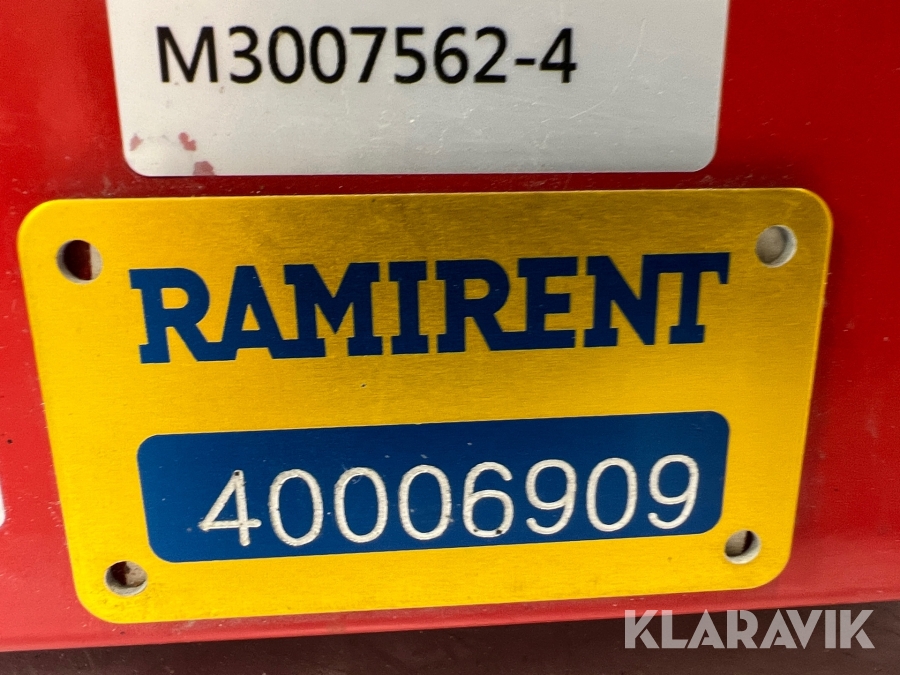 M3007562-4
RAMIRENT
40006909
KLARAVIK